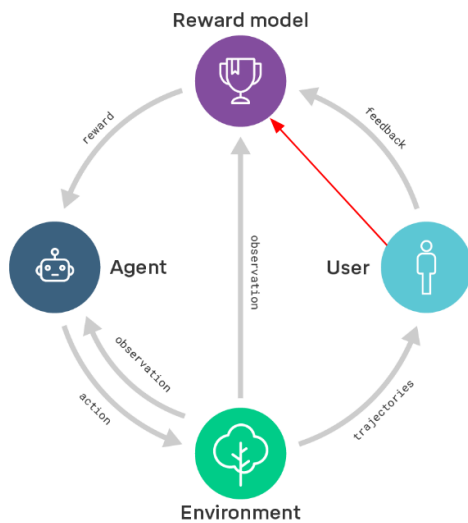 Reward model
reward
feedback
Agent
observation
User
observation
action
trajectories
Environment